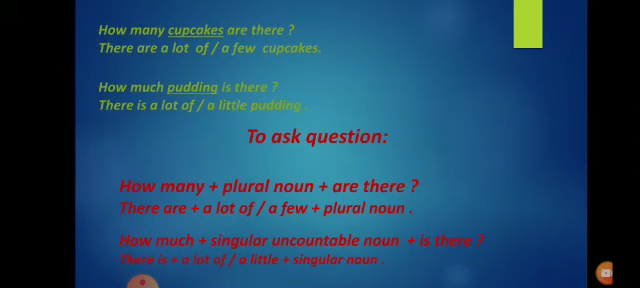 How many cupcakes are there ?
There are a lot  of / a few  cupcakes.
How much pudding is there ?
There is a lot of / a little pudding .
To ask question:
How many + plural noun + are there ?
There are + a lot of / a few + plural noun .
How much + singular uncountable noun  + is there ?
There is + a lot of / a little + singular noun .